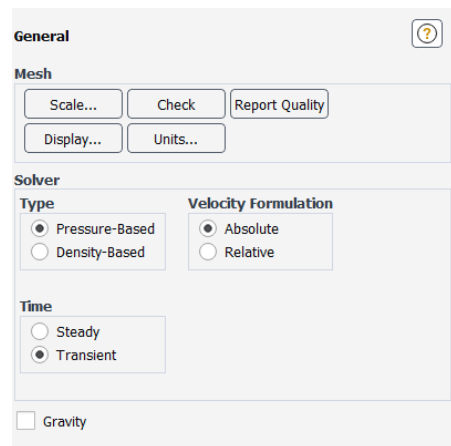 General
?
Mesh
Scale... Check Report Quality
Display... Units...
Solver
Type Velocity Formulation
Pressure-Based Absolute
Density-Based Relative
Time
Steady
Transient
Gravity